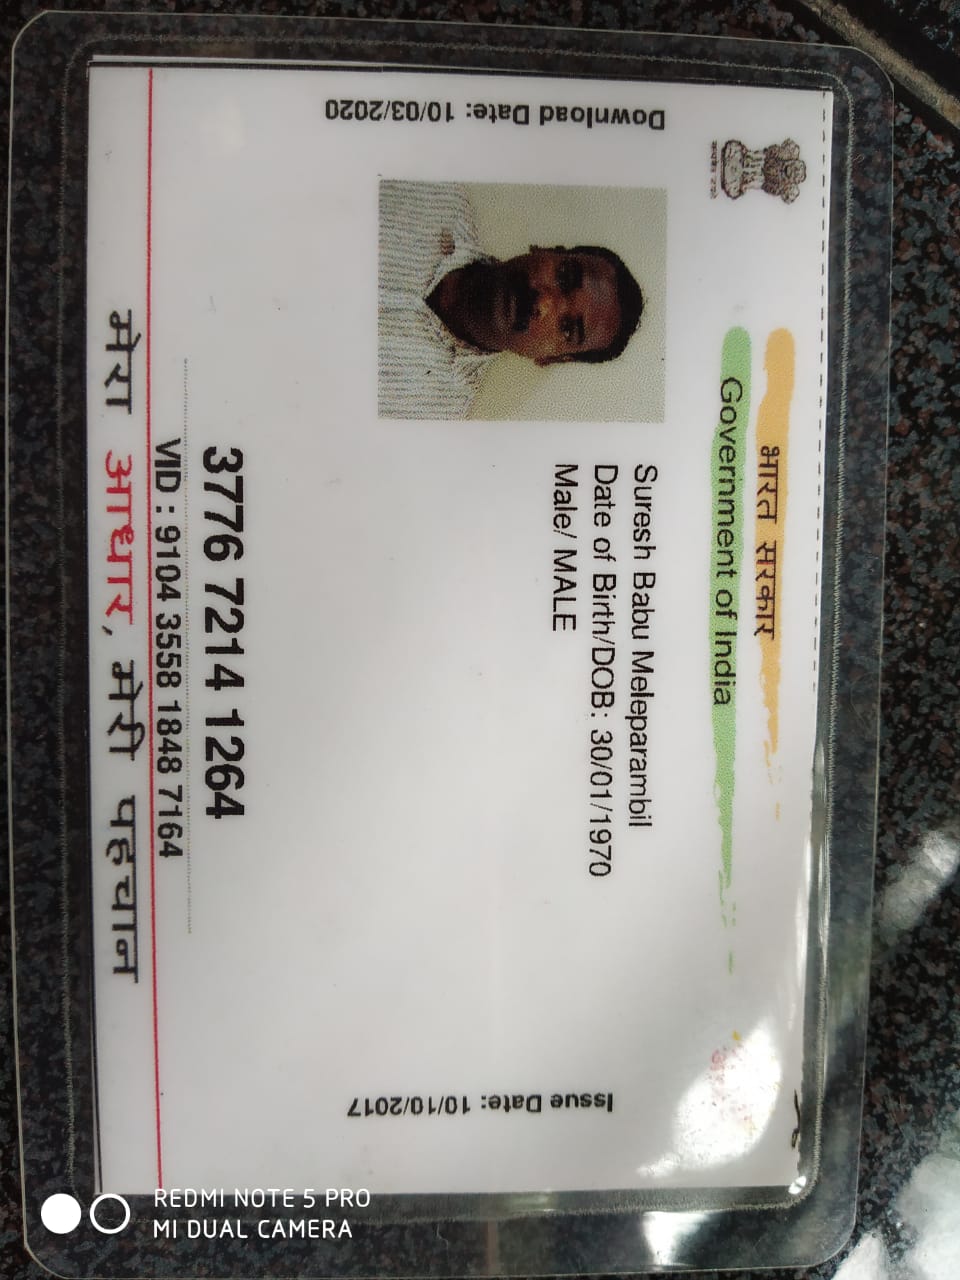 भारत सरकार
Government of India
Download Date: 10/03/2020
Suresh Babu Meleparambil
Date of Birth/DOB: 30/01/1970
Male/ MALE
Issue Date: 10/10/2017
3776 7214 1264
VID : 9104 3558 1848 7164
मेरा आधार, मेरी पहचान
REDMI NOTE 5 PRO
MI DUAL CAMERA